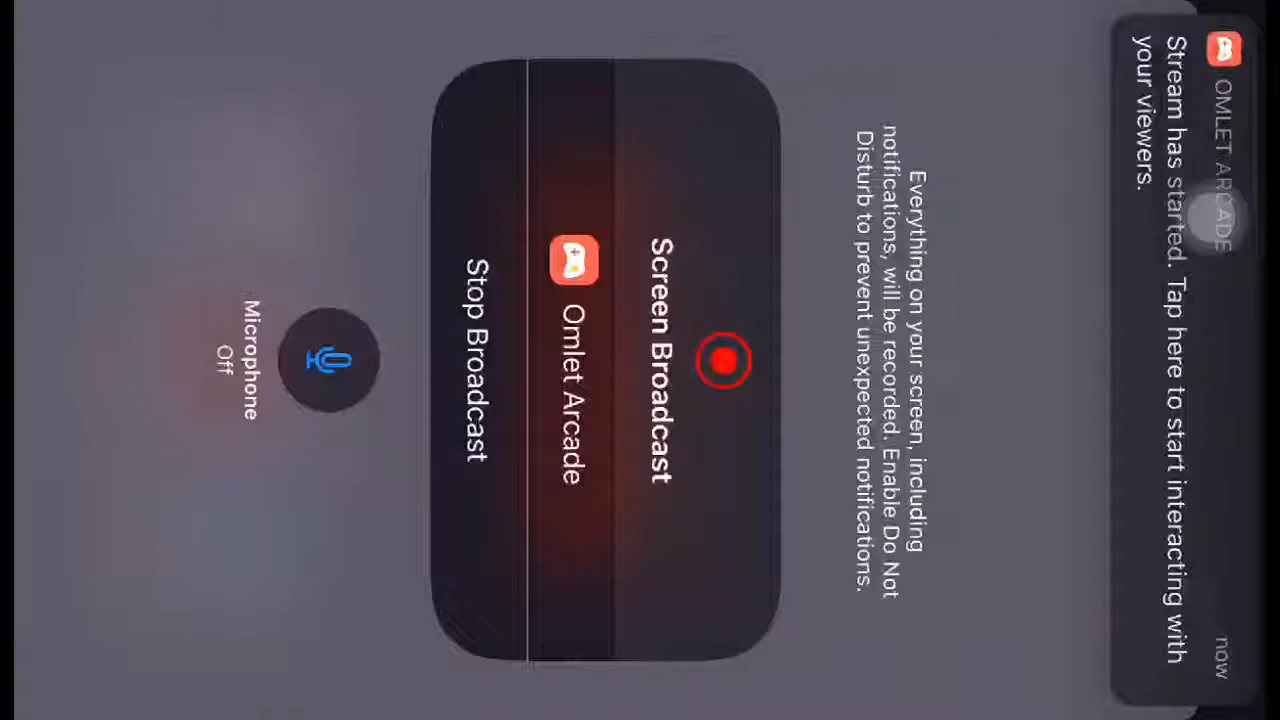 OMLET ARCADE
now
Stream has started. Tap here to start interacting with
your viewers.
Everything on your screen, including
notifications, will be recorded. Enable Do Not
Disturb to prevent unexpected notifications.
Screen Broadcast
Omlet Arcade
Stop Broadcast
Microphone
Off